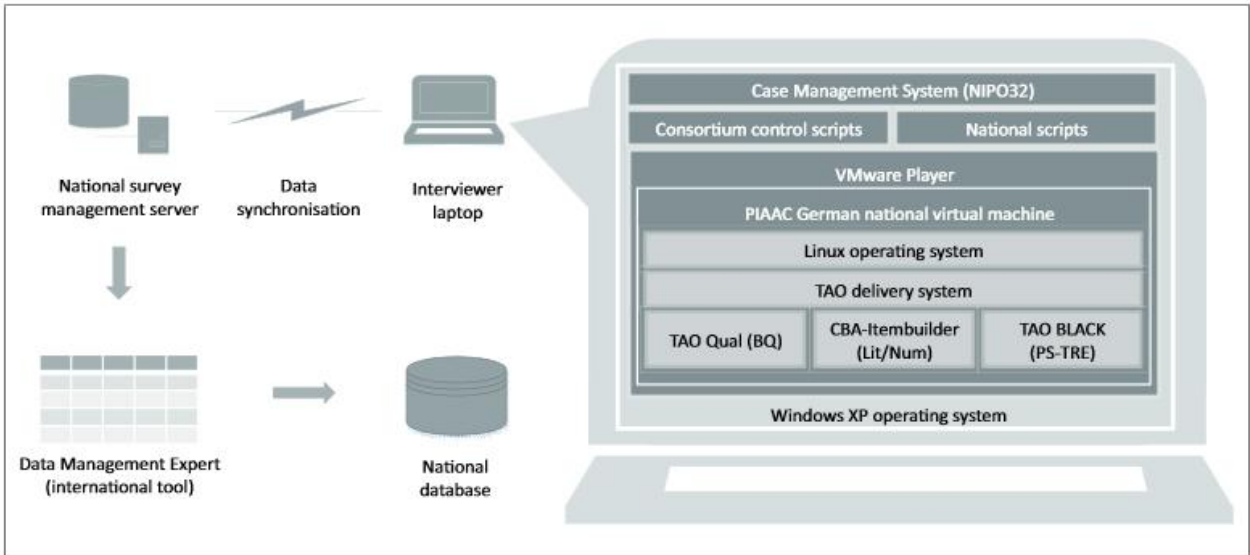 National survey
management server
Data
synchronisation
Interviewer
laptop
Data Management Expert
(international tool)
National
database
Case Management System (NIPO32)
Consortium control scripts
National scripts
VMware Player
PIAAC German national virtual machine
Linux operating system
TAO delivery system
TAO Qual (BQ)
CBA-Itembuilder
(Lit/Num)
TAO BLACK
(PS-TRE)
Windows XP operating system